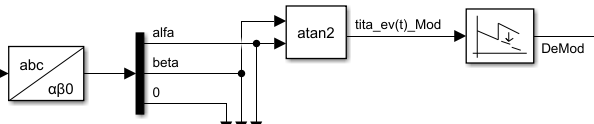 abc
αβ0
alfa
beta
0
atan2
tita_ev(t)_Mod
DeMod